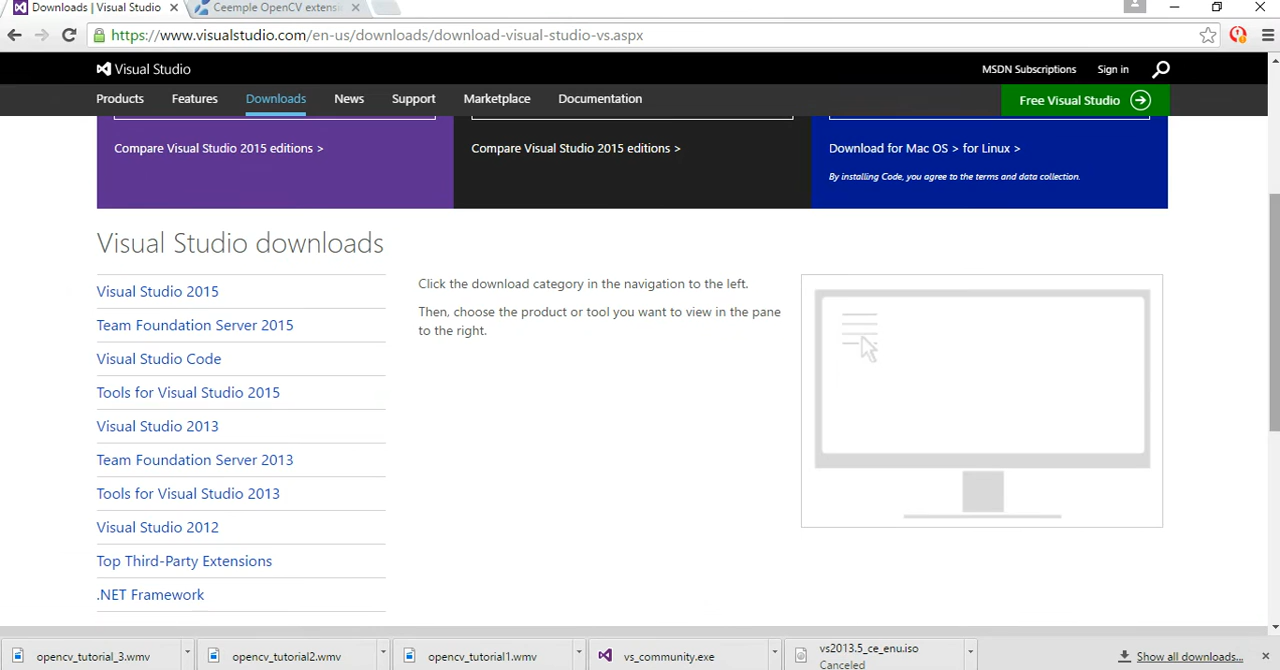 Downloads | Visual Studio
Ceemple OpenCV extensi
https://www.visualstudio.com/en-us/downloads/download-visual-studio-vs.aspx
Visual Studio
MSDN Subscriptions Sign in
Products Features Downloads News Support Marketplace Documentation Free Visual Studio
Compare Visual Studio 2015 editions > Compare Visual Studio 2015 editions > Download for Mac OS > for Linux >
By installing Code, you agree to the terms and data collection.
Visual Studio downloads
Visual Studio 2015
Team Foundation Server 2015
Visual Studio Code
Tools for Visual Studio 2015
Visual Studio 2013
Team Foundation Server 2013
Tools for Visual Studio 2013
Visual Studio 2012
Top Third-Party Extensions
.NET Framework
Click the download category in the navigation to the left.
Then, choose the product or tool you want to view in the pane
to the right.
opencv_tutorial_3.wmv
opencv_tutorial2.wmv
opencv_tutorial1.wmv
vs_community.exe
vs2013.5_ce_enu.iso
Canceled
Show all downloads...